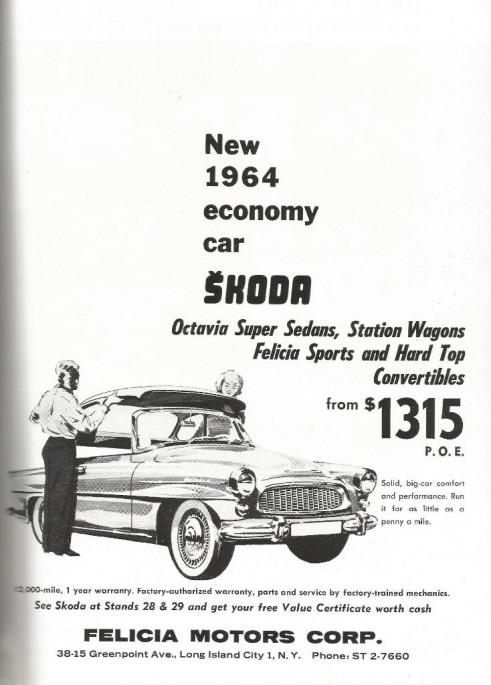 New
1964
economy
car
ŠKODA
Octavia Super Sedans, Station Wagons
Felicia Sports and Hard Top
Convertibles
from $1315
P. O. E.
Solid, big-car comfort
and performance. Run
it for as little as a
penny a mile.
12,000-mile, 1 year warranty. Factory-authorized warranty, parts and service by factory-trained mechanics.
See Skoda at Stands 28 & 29 and get your free Value Certificate worth cash
FELICIA MOTORS CORP.
38-15 Greenpoint Ave., Long Island City 1, N. Y. Phone: ST 2-7660